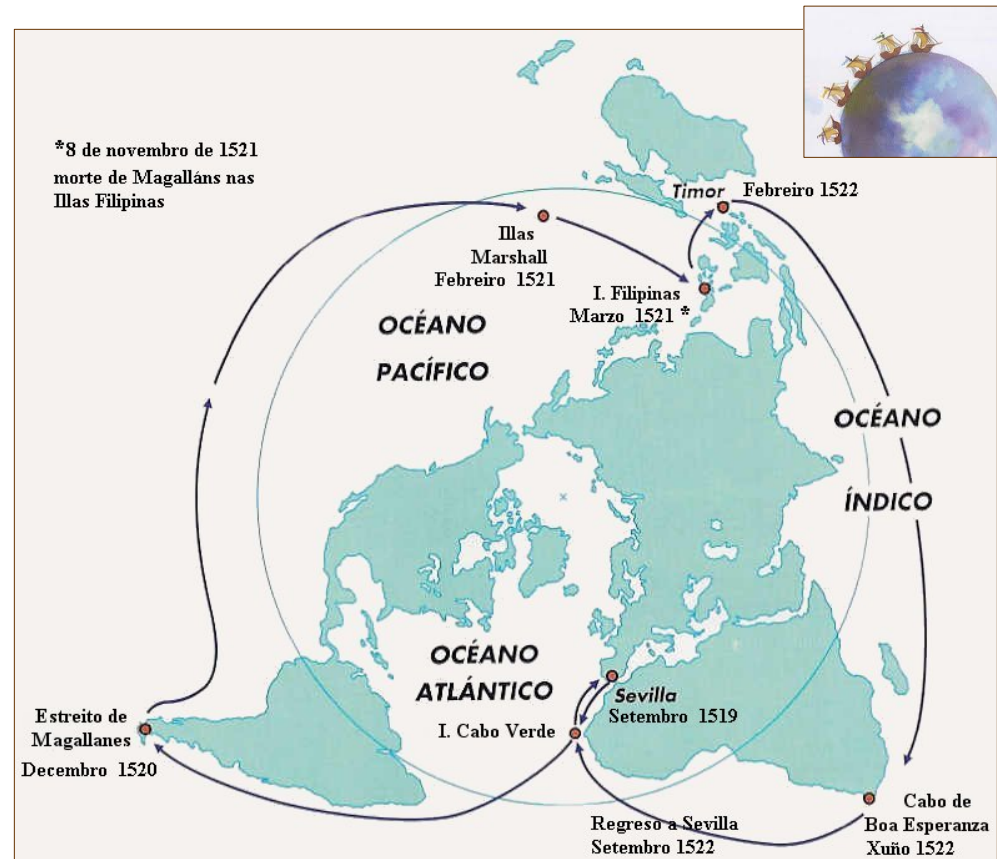 *8 de novembro de 1521
morte de Magalláns nas
Illas Filipinas
Timor
Febreiro 1522
Illas
Marshall
Febreiro 1521
I. Filipinas
Marzo 1521 *
OCÉANO
PACÍFICO
OCÉANO
ÍNDICO
OCÉANO
ATLÁNTICO
Sevilla
Setembro 1519
I. Cabo Verde
Estreito de
Magallanes
Decembro 1520
Regreso a Sevilla
Setembro 1522
Cabo de
Boa Esperanza
Xuño 1522